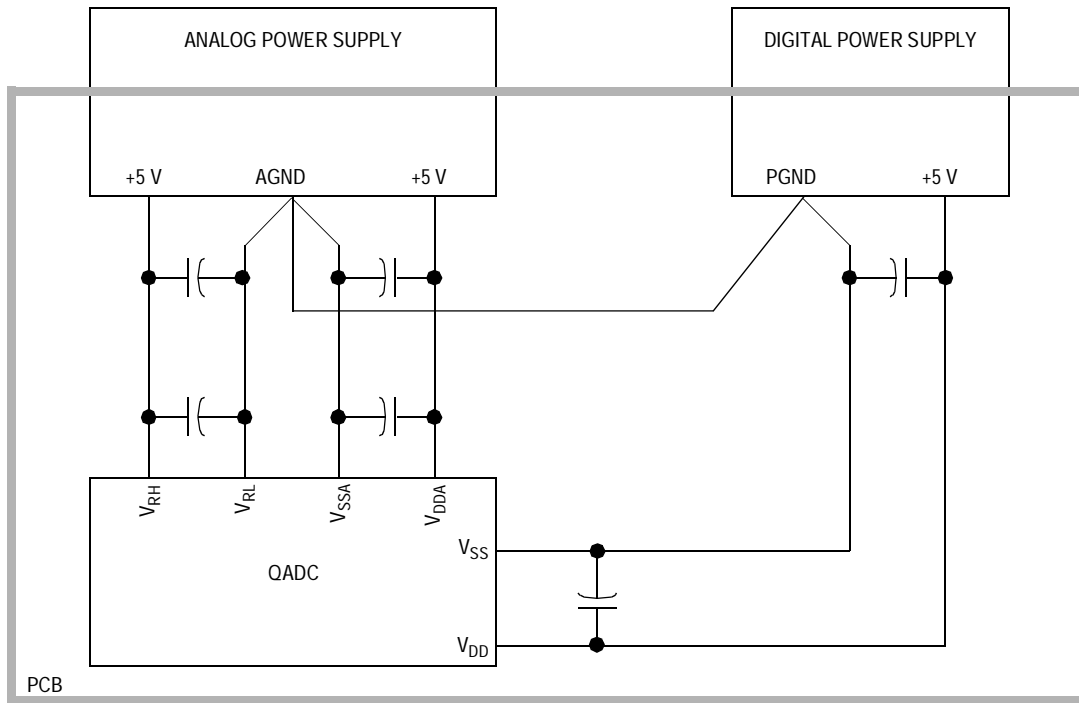 ANALOG POWER SUPPLY
DIGITAL POWER SUPPLY
+5 V
AGND
+5 V
PGND
+5 V
VRH
VRL
VSSA
VDDA
VSS
QADC
VDD
PCB